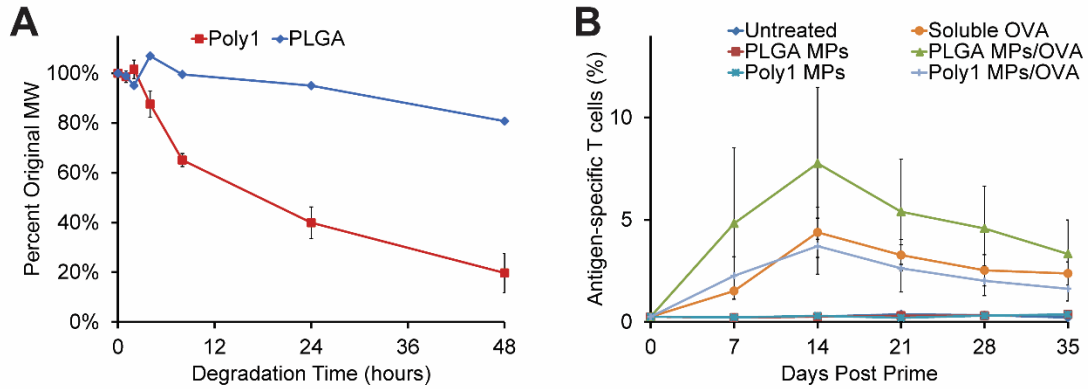 A
Poly1 PLGA
Percent Original MW
100%
80%
60%
40%
20%
0%
0 12 24 36 48
Degradation Time (hours)
B
Untreated Soluble OVA
PLGA MPs PLGA MPs/OVA
Poly1 MPs Poly1 MPs/OVA
Antigen-specific T cells (%)
10
5
0
0 7 14 21 28 35
Days Post Prime